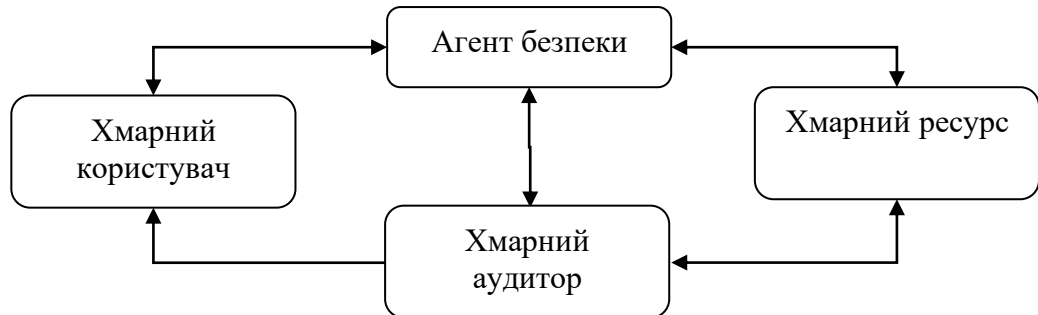 Агент безпеки
Хмарний
користувач
Хмарний ресурс
Хмарний
аудитор